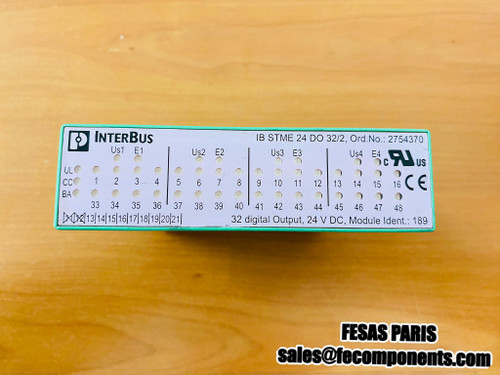 INTERBUS
IB STME 24 DO 32/2, Ord.No.: 2754370
Us1 E1 Us2 E2 Us3 E3 Us4 E4
C UL US
UL
CC 1 2 3 4 5 6 7 8 9 10 11 12 13 14 15 16
CE
BA
33 34 35 36 37 38 39 40 41 42 43 44 45 46 47 48
13 14 15 16 17 18 19 20 21
32 digital Output, 24 V DC, Module Ident.: 189
FESAS PARIS
sales@fecomponents.com